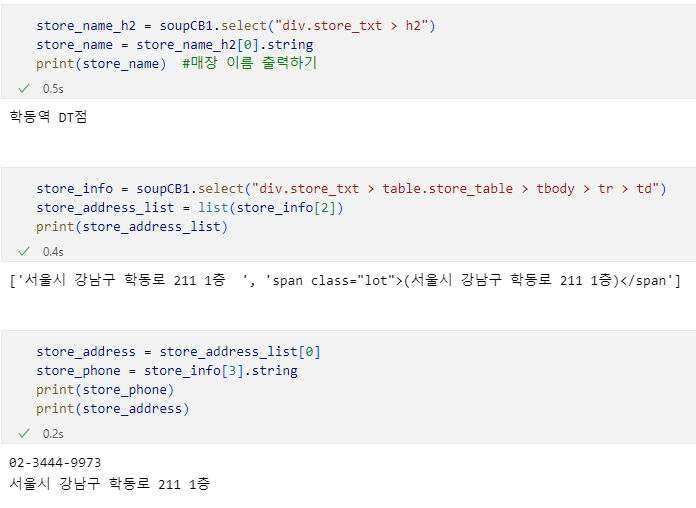 store_name_h2 = soupCB1.select("div.store_txt > h2")
store_name = store_name_h2[0].string
print(store_name)  #매장 이름 출력하기
✓ 0.5s
학동역 DT점
store_info = soupCB1.select("div.store_txt > table.store_table > tbody > tr > td")
store_address_list = list(store_info[2])
print(store_address_list)
✓ 0.4s
['서울시 강남구 학동로 211 1층  ', 'span class="lot">(서울시 강남구 학동로 211 1층)</span']
store_address = store_address_list[0]
store_phone = store_info[3].string
print(store_phone)
print(store_address)
✓ 0.2s
02-3444-9973
서울시 강남구 학동로 211 1층